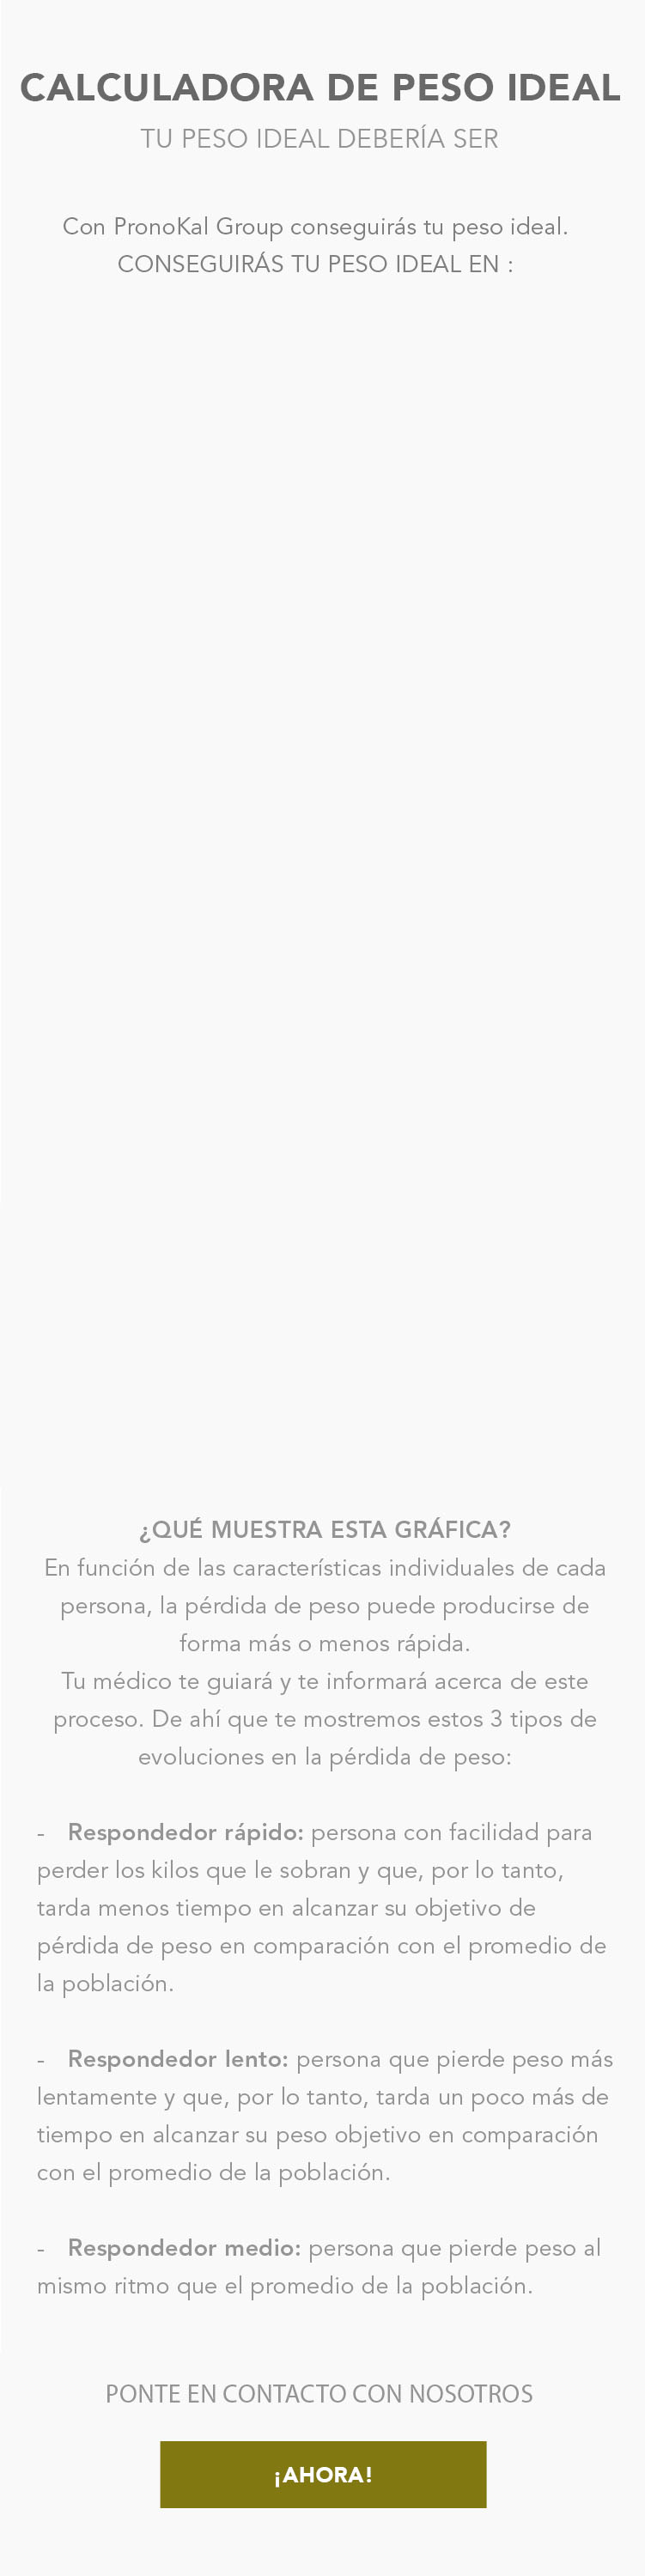 CALCULADORA DE PESO IDEAL
TU PESO IDEAL DEBERÍA SER
Con PronoKal Group conseguirás tu peso ideal.
CONSEGUIRÁS TU PESO IDEAL EN :
¿QUÉ MUESTRA ESTA GRÁFICA?
En función de las características individuales de cada
persona, la pérdida de peso puede producirse de
forma más o menos rápida.
Tu médico te guiará y te informará acerca de este
proceso. De ahí que te mostremos estos 3 tipos de
evoluciones en la pérdida de peso:
- Respondedor rápido: persona con facilidad para
perder los kilos que le sobran y que, por lo tanto,
tarda menos tiempo en alcanzar su objetivo de
pérdida de peso en comparación con el promedio de
la población.
- Respondedor lento: persona que pierde peso más
lentamente y que, por lo tanto, tarda un poco más de
tiempo en alcanzar su peso objetivo en comparación
con el promedio de la población.
- Respondedor medio: persona que pierde peso al
mismo ritmo que el promedio de la población.
PONTE EN CONTACTO CON NOSOTROS
¡AHORA!